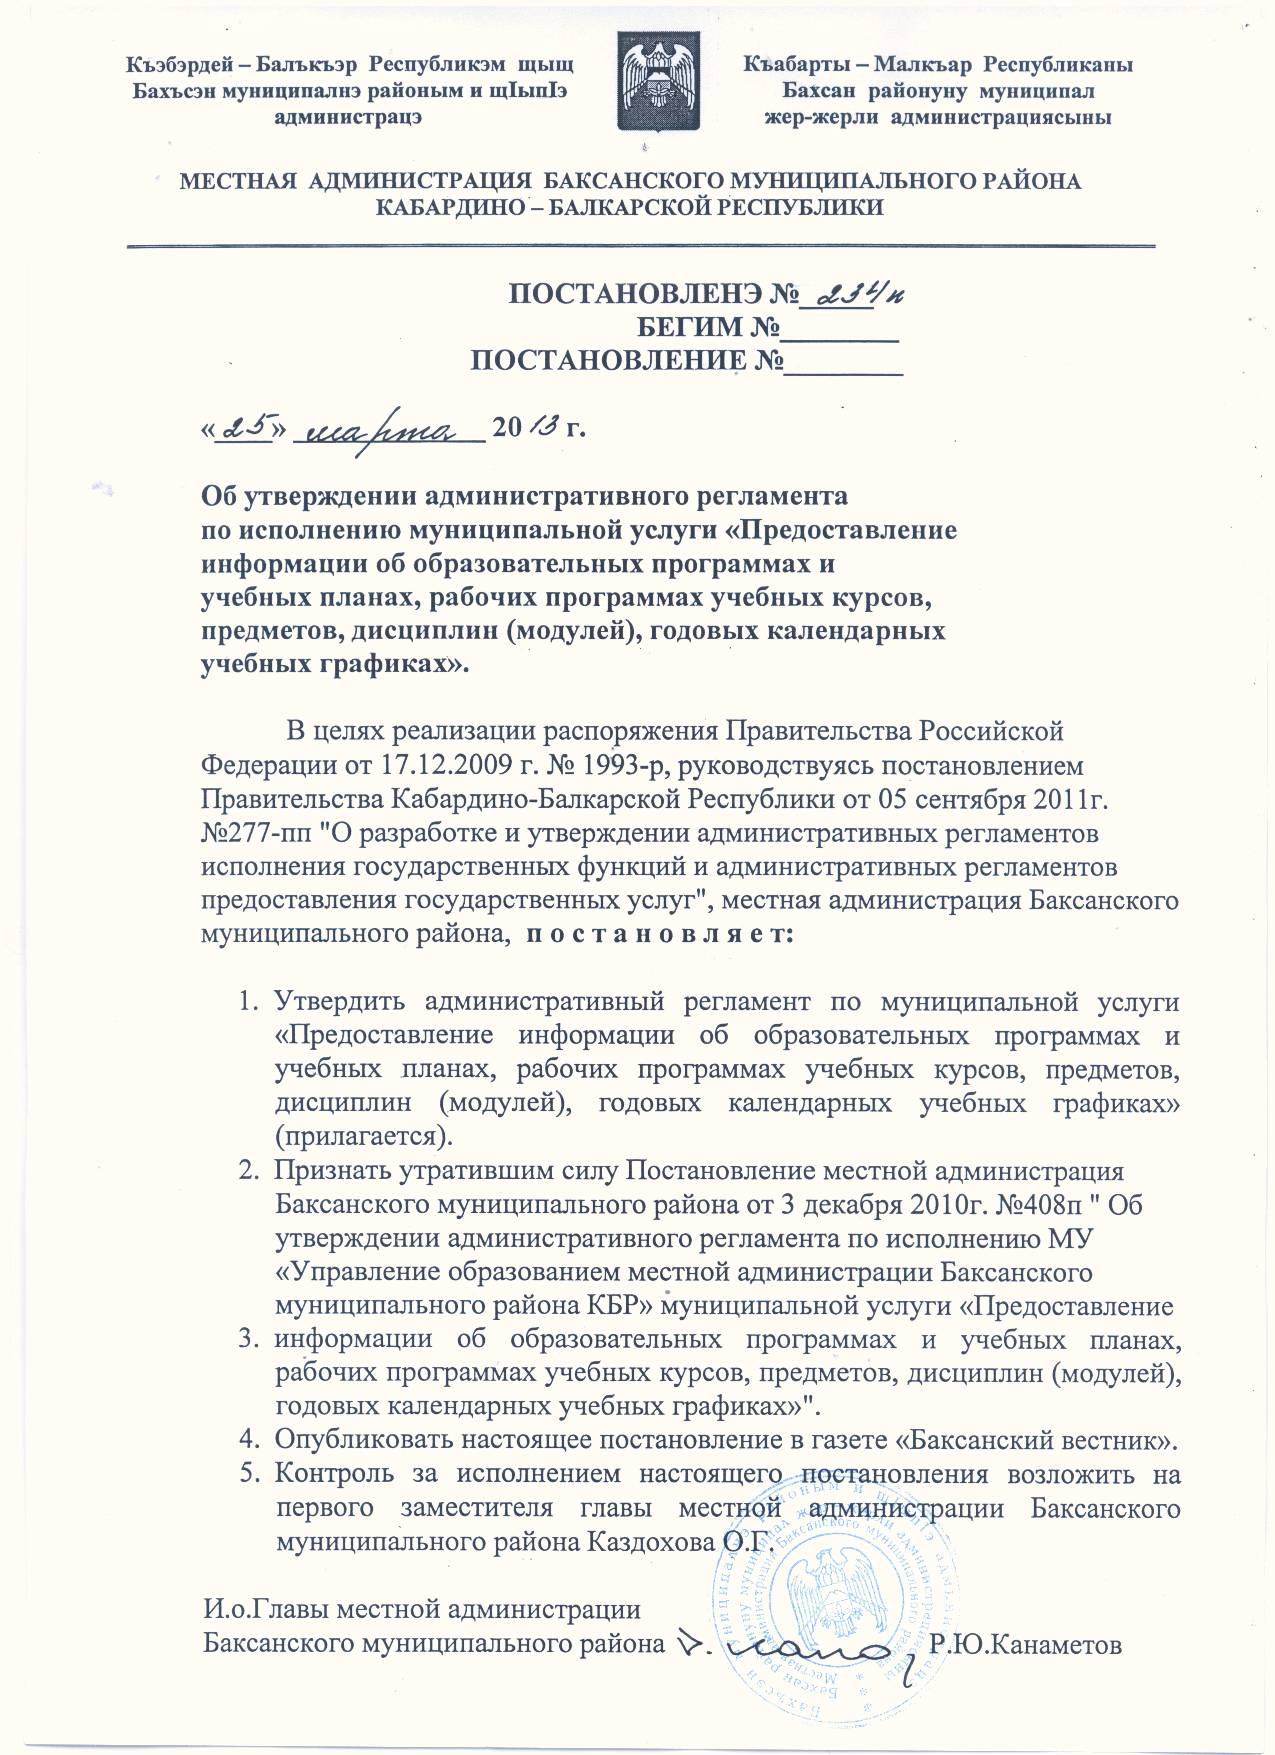 Къэбэрдей – Балъкъэр Республикэм щыщ
Бахъсэн муниципалнэ районым и щӀыпӀэ
администрацэ
Къабарты – Малкъар Республиканы
Бахсан районуну муниципал
жер-жерли администрациясыны
МЕСТНАЯ АДМИНИСТРАЦИЯ БАКСАНСКОГО МУНИЦИПАЛЬНОГО РАЙОНА
КАБАРДИНО – БАЛКАРСКОЙ РЕСПУБЛИКИ
ПОСТАНОВЛЕНЭ № 234п
БЕГИМ №________
ПОСТАНОВЛЕНИЕ №________
«25» марта 2013 г.
Об утверждении административного регламента
по исполнению муниципальной услуги «Предоставление
информации об образовательных программах и
учебных планах, рабочих программах учебных курсов,
предметов, дисциплин (модулей), годовых календарных
учебных графиках».
В целях реализации распоряжения Правительства Российской
Федерации от 17.12.2009 г. № 1993-р, руководствуясь постановлением
Правительства Кабардино-Балкарской Республики от 05 сентября 2011г.
№277-пп "О разработке и утверждении административных регламентов
исполнения государственных функций и административных регламентов
предоставления государственных услуг", местная администрация Баксанского
муниципального района, п о с т а н о в л я е т:
1. Утвердить административный регламент по муниципальной услуги
«Предоставление информации об образовательных программах и
учебных планах, рабочих программах учебных курсов, предметов,
дисциплин (модулей), годовых календарных учебных графиках»
(прилагается).
2. Признать утратившим силу Постановление местной администрация
Баксанского муниципального района от 3 декабря 2010г. №408п " Об
утверждении административного регламента по исполнению МУ
«Управление образованием местной администрации Баксанского
муниципального района КБР» муниципальной услуги «Предоставление
3. информации об образовательных программах и учебных планах,
рабочих программах учебных курсов, предметов, дисциплин (модулей),
годовых календарных учебных графиках»".
4. Опубликовать настоящее постановление в газете «Баксанский вестник».
5. Контроль за исполнением настоящего постановления возложить на
первого заместителя главы местной администрации Баксанского
муниципального района Каздохова О.Г.
И.о.Главы местной администрации
Баксанского муниципального района Р.Ю.Канаметов